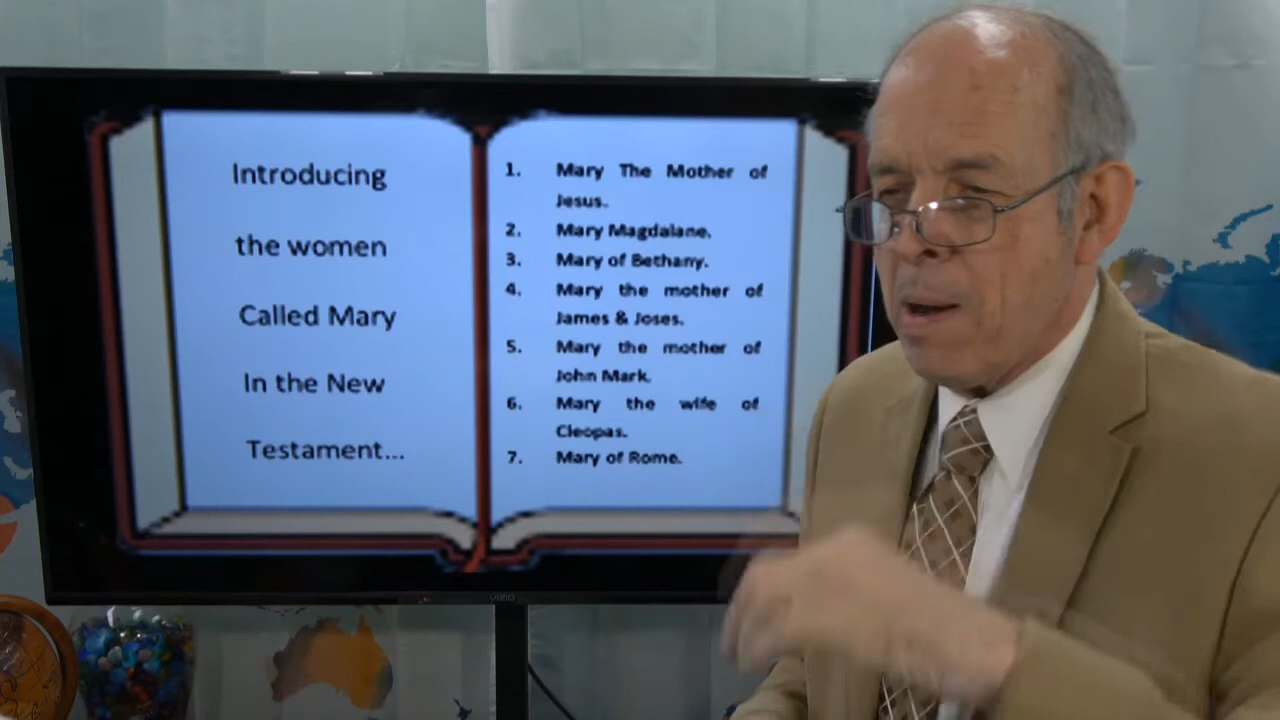 Introducing
the women
Called Mary
In the New
Testament...
1. Mary The Mother of
Jesus.
2. Mary Magdalane.
3. Mary of Bethany.
4. Mary the mother of
James & Joses.
5. Mary the mother of
John Mark.
6. Mary the wife of
Cleopas.
7. Mary of Rome.
VIZIO